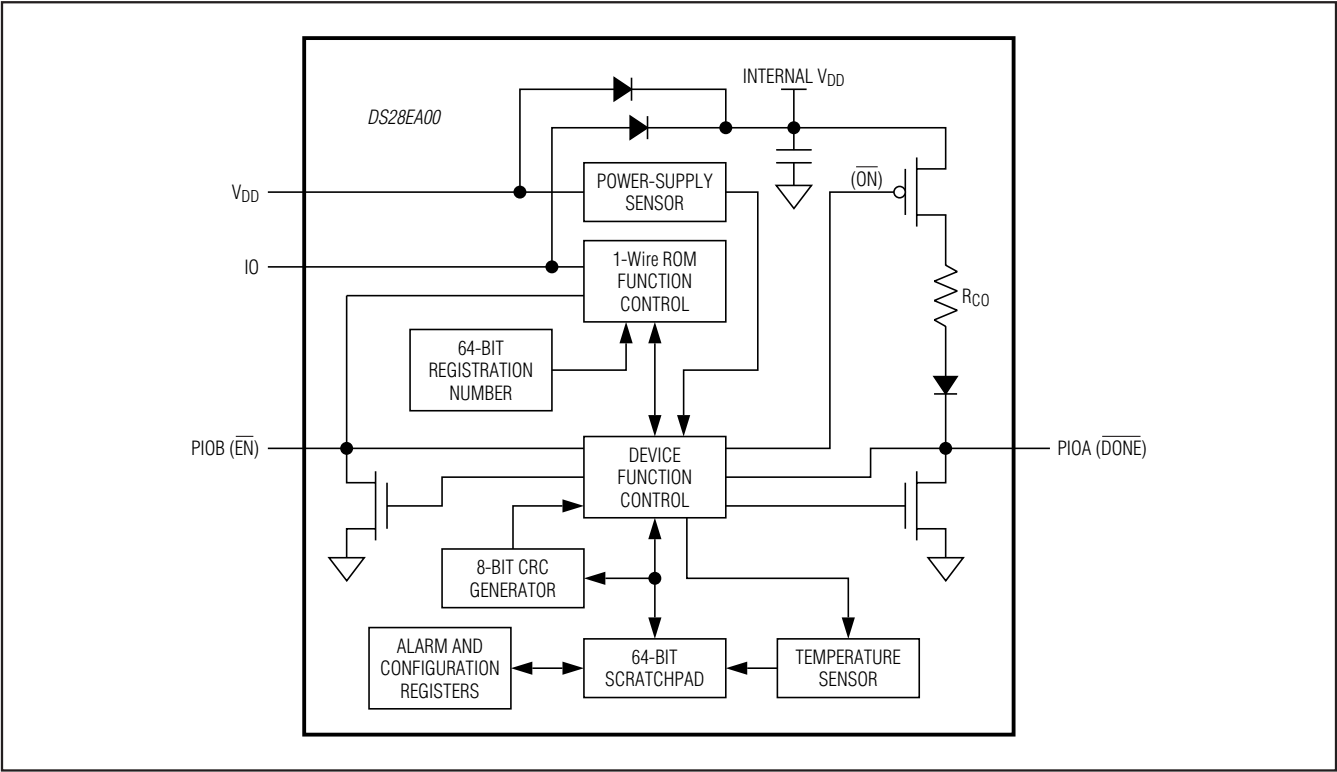 INTERNAL VDD
DS28EA00
POWER-SUPPLY
SENSOR
(ON)
VDD
1-Wire ROM
FUNCTION
CONTROL
IO
RCO
64-BIT
REGISTRATION
NUMBER
PIOB (EN)
DEVICE
FUNCTION
CONTROL
PIOA (DONE)
8-BIT CRC
GENERATOR
ALARM AND
CONFIGURATION
REGISTERS
64-BIT
SCRATCHPAD
TEMPERATURE
SENSOR